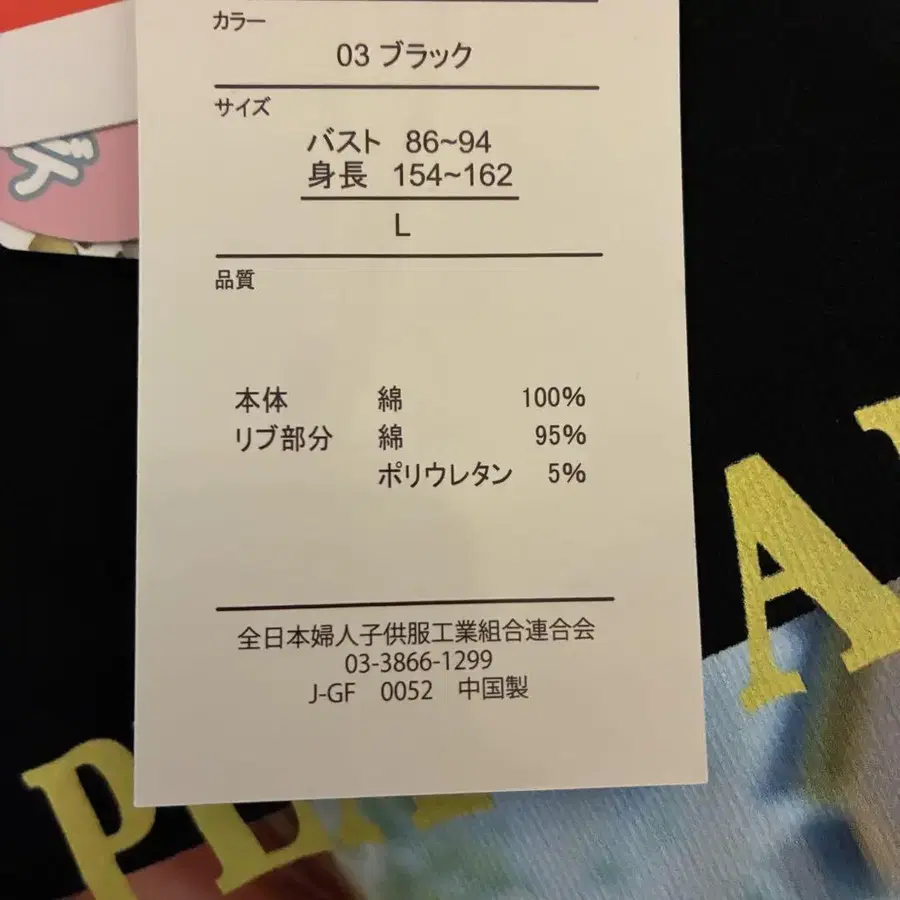 カラー
03 ブラック
サイズ
バスト 86~94
身長 154~162
L
品質
本体 綿 100%
リブ部分 綿 95%
ポリウレタン 5%
全日本婦人子供服工業組合連合会
03-3866-1299
J-GF 0052 中国製